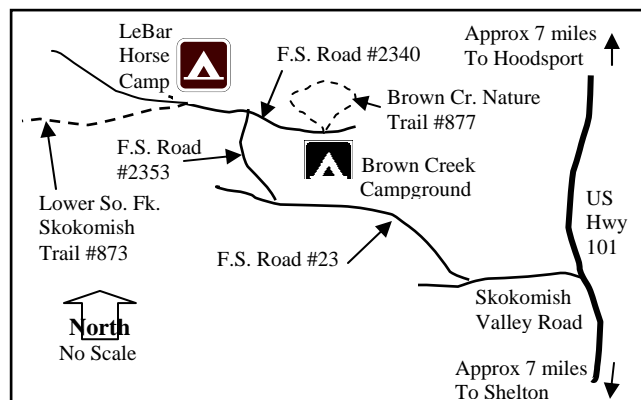 LeBar
Horse
Camp
F.S. Road #2340
Approx 7 miles
To Hoodsport
Brown Cr. Nature
Trail #877
F.S. Road
#2353
Brown Creek
Campground
Lower So. Fk.
Skokomish
Trail #873
US
Hwy
101
F.S. Road #23
Skokomish
Valley Road
North
No Scale
Approx 7 miles
To Shelton